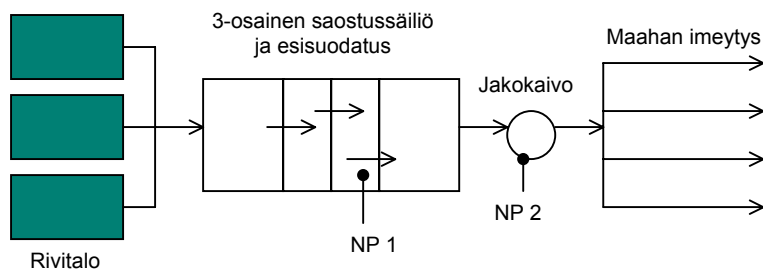 3-osainen saostussäiliö
ja esisuodatus
Maahan imeytys
Jakokaivo
NP 2
NP 1
Rivitalo